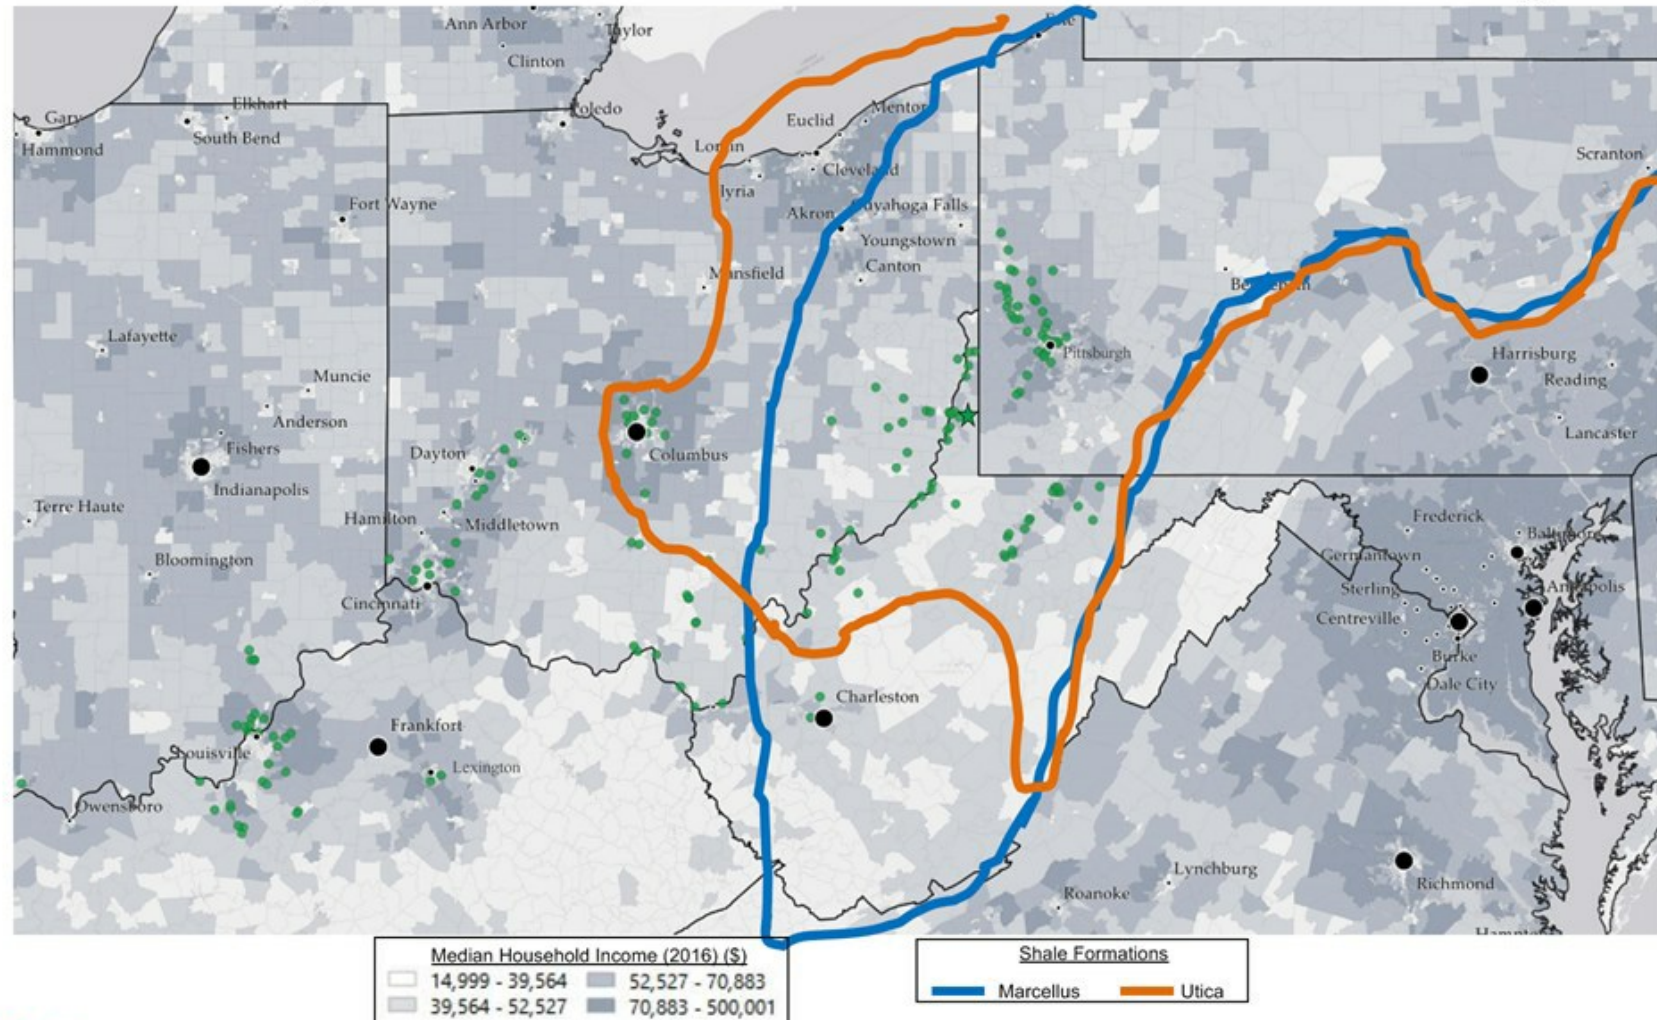 Ann Arbor
Taylor
Clinton
Gary
Hammond
Elkhart
South Bend
Toledo
Euclid
Mentor
Cleveland
Scranton
Fort Wayne
Akron
Cuyahoga Falls
Youngstown
Canton
Mansfield
Lafayette
Muncie
Anderson
Fishers
Indianapolis
Dayton
Columbus
Pittsburgh
Harrisburg
Reading
Lancaster
Terre Haute
Hamilton
Middletown
Bloomington
Cincinnati
Frederick
Baltimore
Germantown
Sterling
Annapolis
Centreville
Burke
Dale City
Charleston
Frankfort
Louisville
Lexington
Owensboro
Lynchburg
Roanoke
Richmond
Median Household Income (2016) ($)
14,999 - 39,564
52,527 - 70,883
39,564 - 52,527
70,883 - 500,001
Shale Formations
Marcellus
Utica